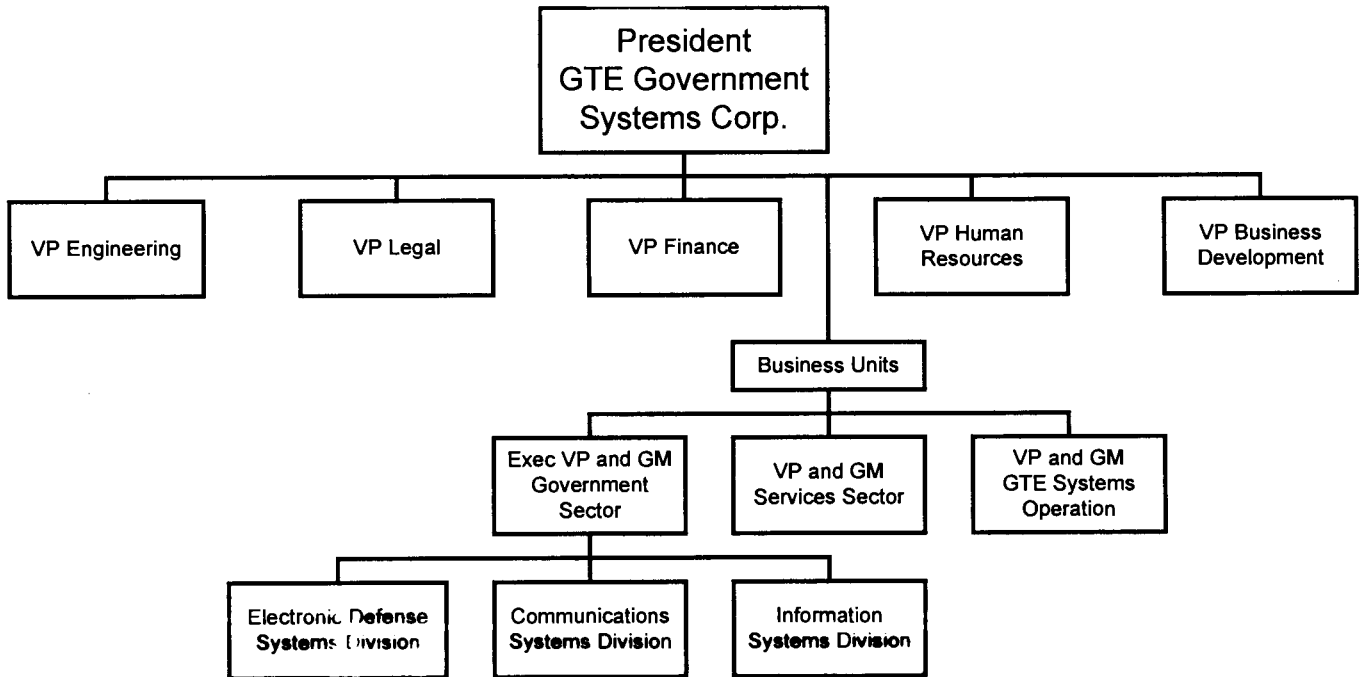 President
GTE Government
Systems Corp.
VP Engineering
VP Legal
VP Finance
VP Human
Resources
VP Business
Development
Business Units
Exec VP and GM
Government
Sector
VP and GM
Services Sector
VP and GM
GTE Systems
Operation
Electronic Defense
Systems Division
Communications
Systems Division
Information
Systems Division